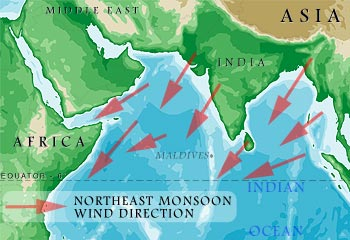 MIDDLE EAST
ASIA
INDIA
AFRICA
MALDIVES
EQUATOR
INDIAN
OCEAN
NORTHEAST MONSOON
WIND DIRECTION